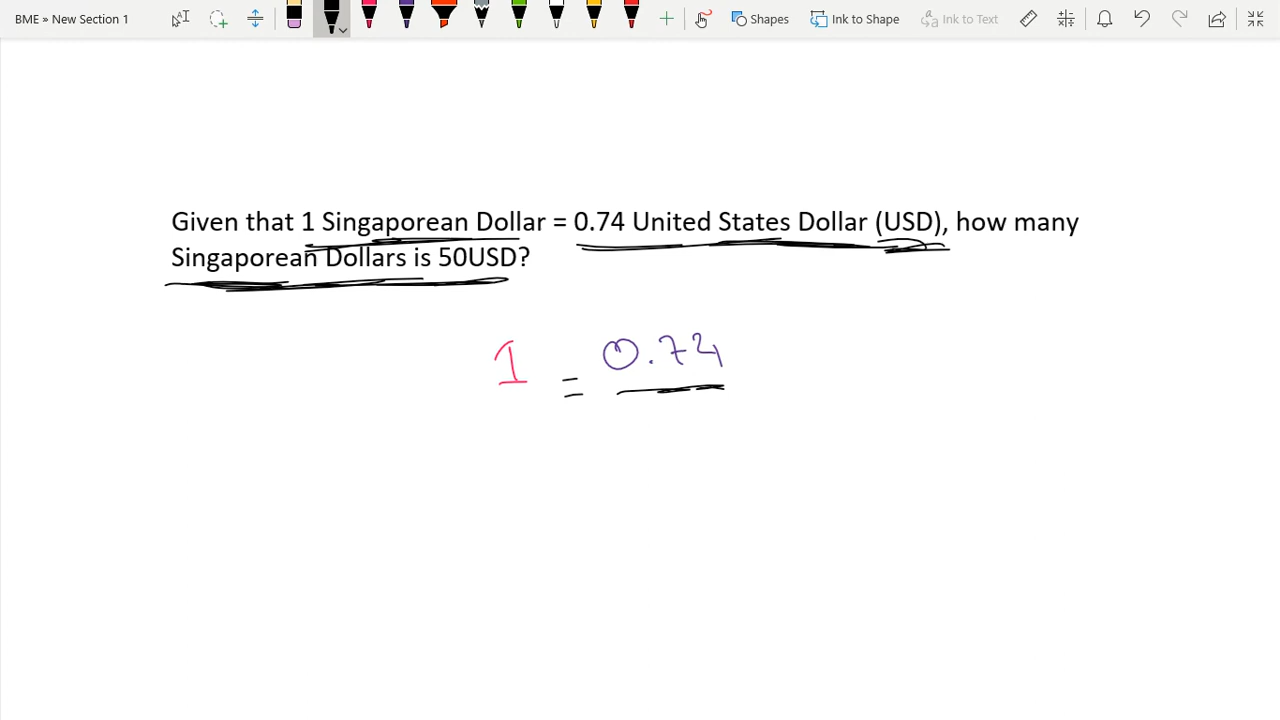 BME » New Section 1
Shapes
Ink to Shape
Ink to Text
Given that 1 Singaporean Dollar = 0.74 United States Dollar (USD), how many
Singaporean Dollars is 50USD?
1 = 0.74